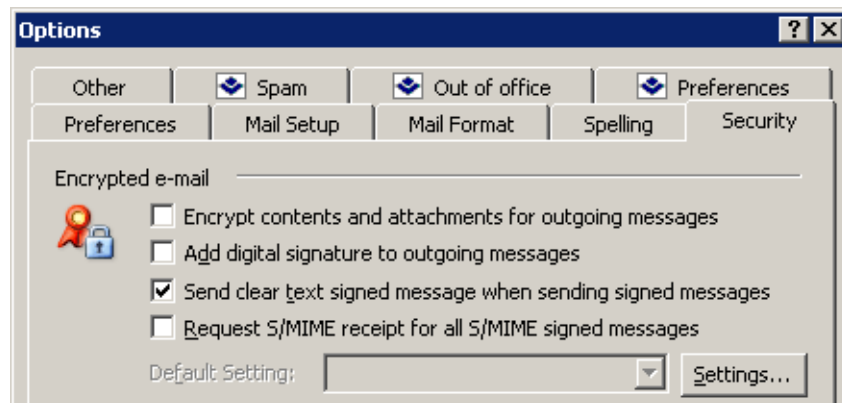 Options
Other Spam Out of office Preferences
Preferences Mail Setup Mail Format Spelling Security
Encrypted e-mail
Encrypt contents and attachments for outgoing messages
Add digital signature to outgoing messages
Send clear text signed message when sending signed messages
Request S/MIME receipt for all S/MIME signed messages
Default Setting: Settings...